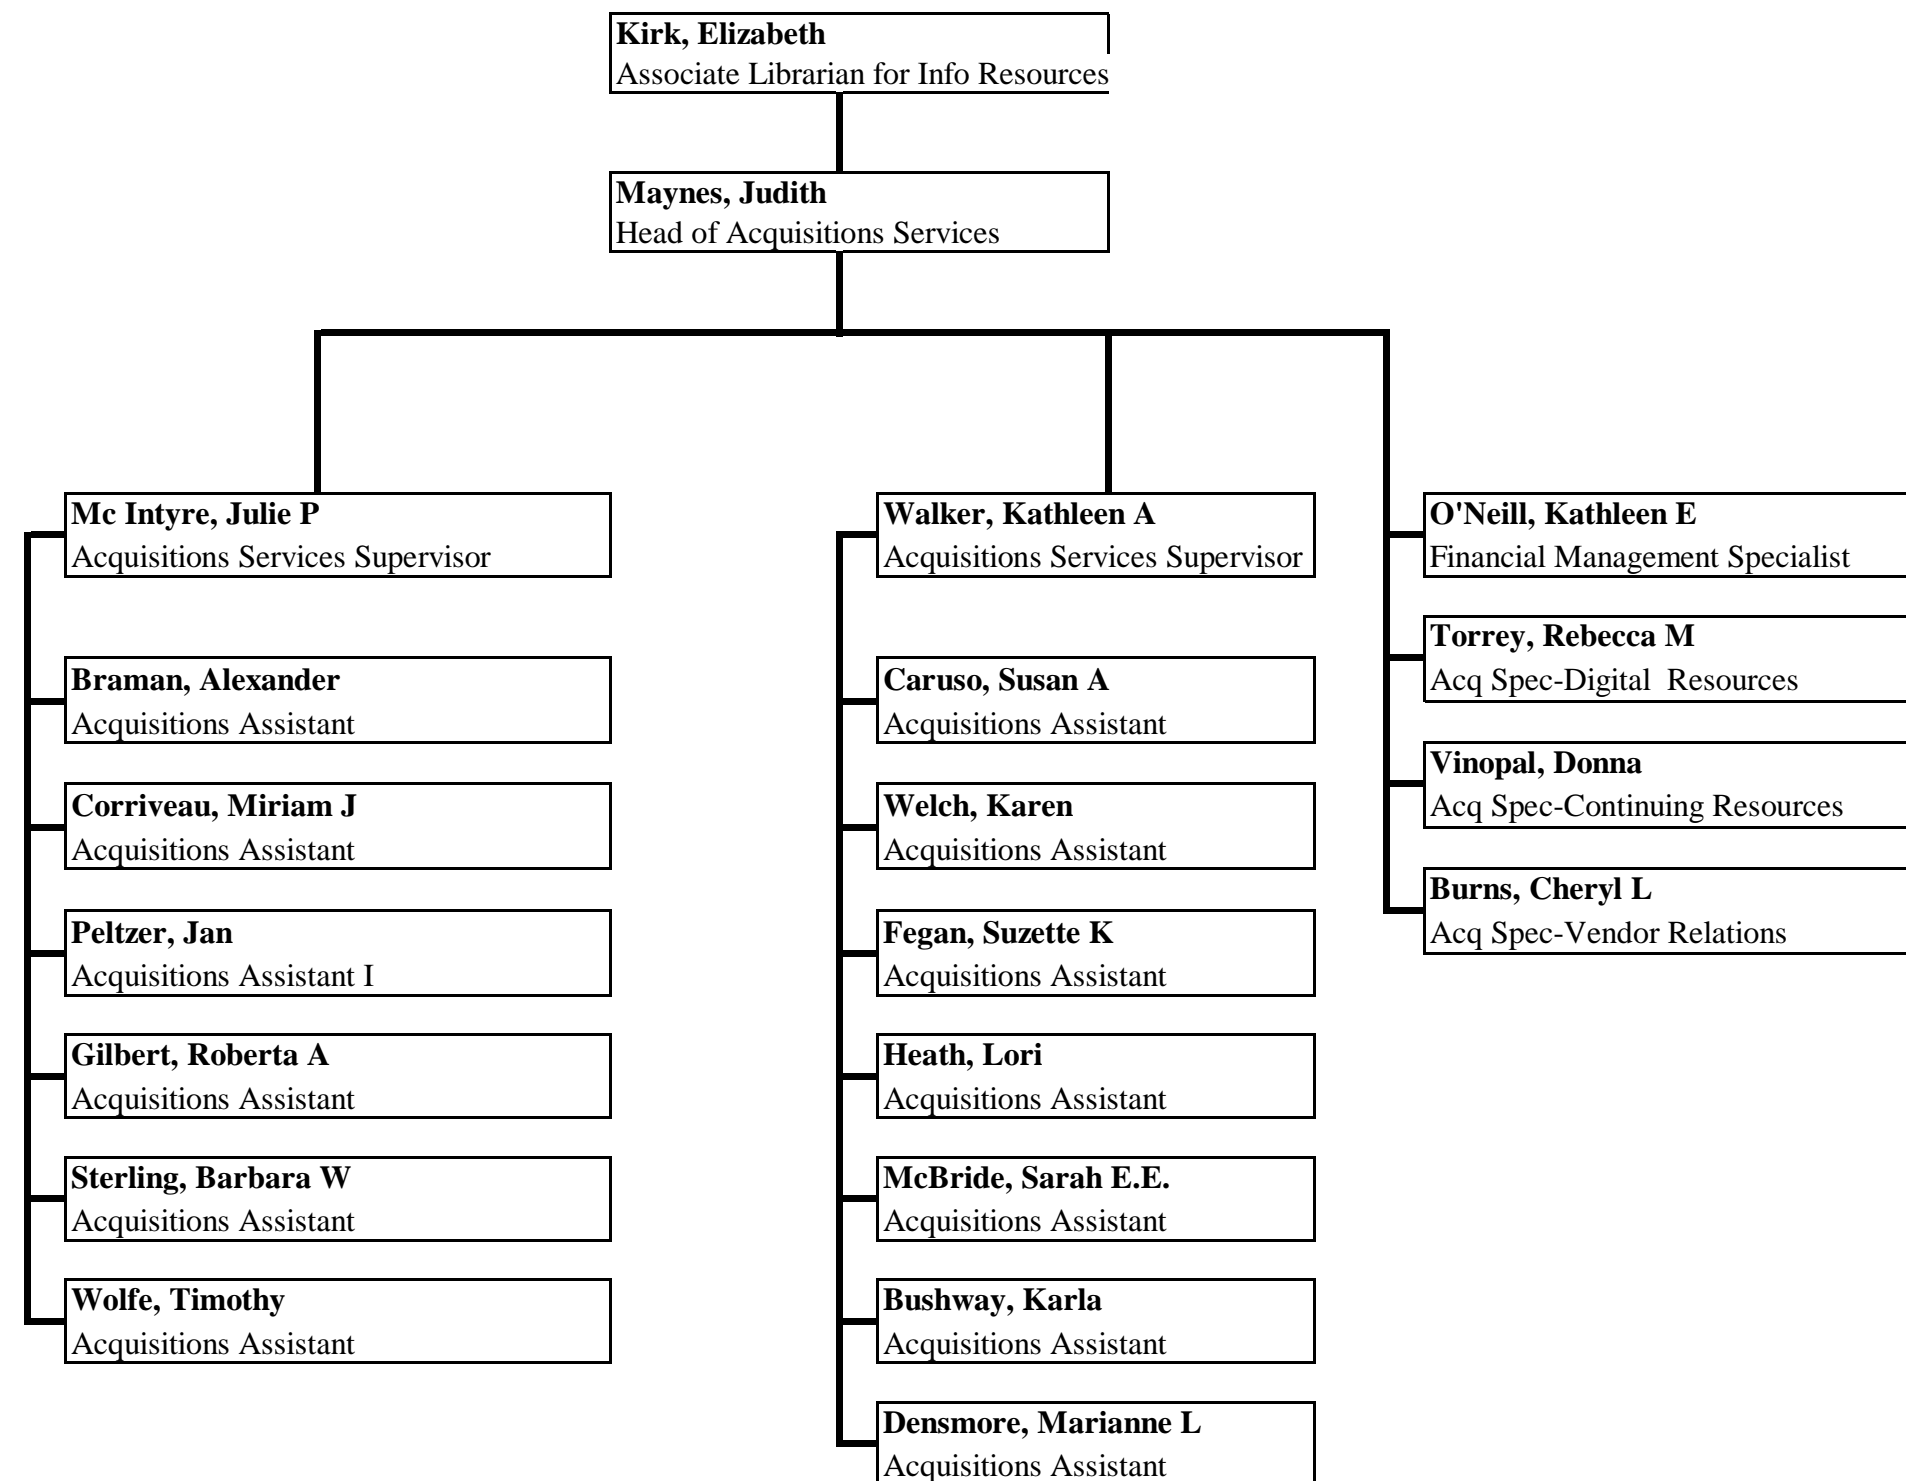 Kirk, Elizabeth
Associate Librarian for Info Resources
Maynes, Judith
Head of Acquisitions Services
Mc Intyre, Julie P
Acquisitions Services Supervisor
Braman, Alexander
Acquisitions Assistant
Corriveau, Miriam J
Acquisitions Assistant
Peltzer, Jan
Acquisitions Assistant I
Gilbert, Roberta A
Acquisitions Assistant
Sterling, Barbara W
Acquisitions Assistant
Wolfe, Timothy
Acquisitions Assistant
Walker, Kathleen A
Acquisitions Services Supervisor
Caruso, Susan A
Acquisitions Assistant
Welch, Karen
Acquisitions Assistant
Fegan, Suzette K
Acquisitions Assistant
Heath, Lori
Acquisitions Assistant
McBride, Sarah E.E.
Acquisitions Assistant
Bushway, Karla
Acquisitions Assistant
Densmore, Marianne L
Acquisitions Assistant
O'Neill, Kathleen E
Financial Management Specialist
Torrey, Rebecca M
Acq Spec-Digital  Resources
Vinopal, Donna
Acq Spec-Continuing Resources
Burns, Cheryl L
Acq Spec-Vendor Relations